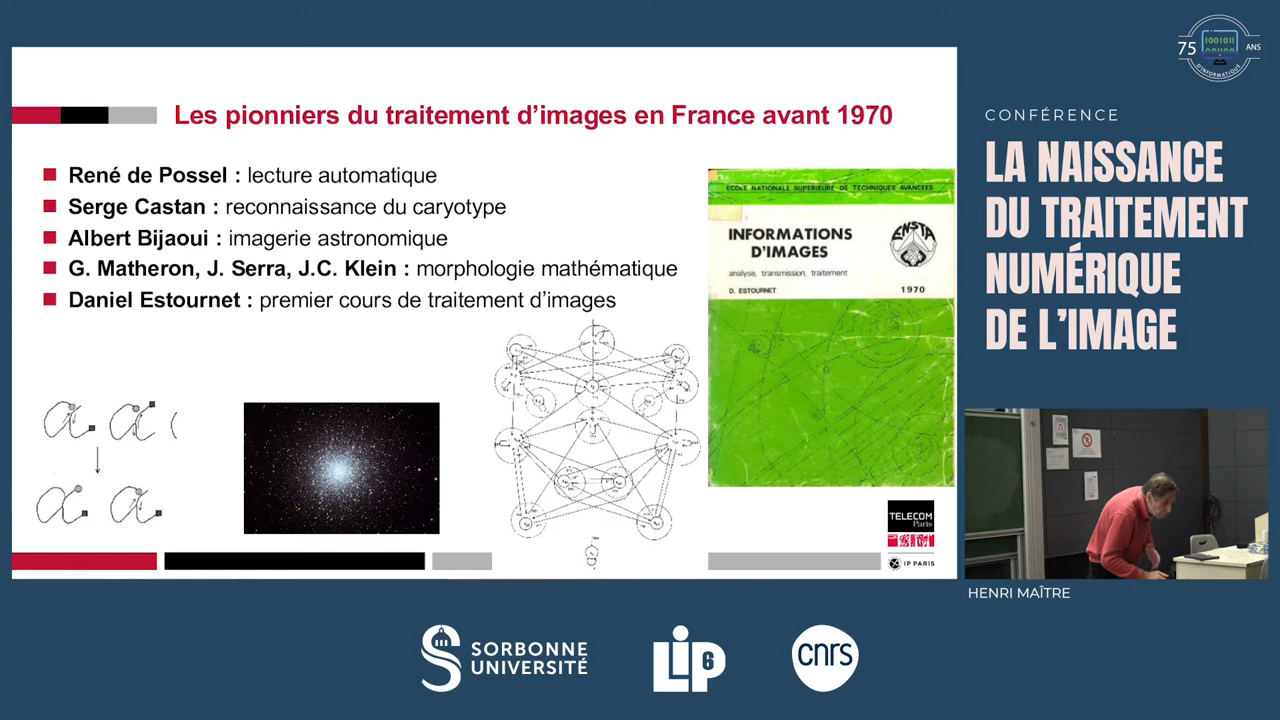 Les pionniers du traitement d'images en France avant 1970
René de Possel : lecture automatique
Serge Castan : reconnaissance du caryotype
Albert Bijaoui : imagerie astronomique
G. Matheron, J. Serra, J.C. Klein : morphologie mathématique
Daniel Estournet : premier cours de traitement d'images
ECOLE NATIONALE SUPERIEURE DE TECHNIQUES AVANCEES
INFORMATIONS
D'IMAGES
ENSTA
analyse, transmission, traitement
D. ESTOURNET
1970
TELECOM
Paris
IP PARIS
75
ANS
D'INFORMATIQUE
CONFÉRENCE
LA NAISSANCE
DU TRAITEMENT
NUMÉRIQUE
DE L'IMAGE
HENRI MAÎTRE
SORBONNE
UNIVERSITÉ
LIP6
cnrs